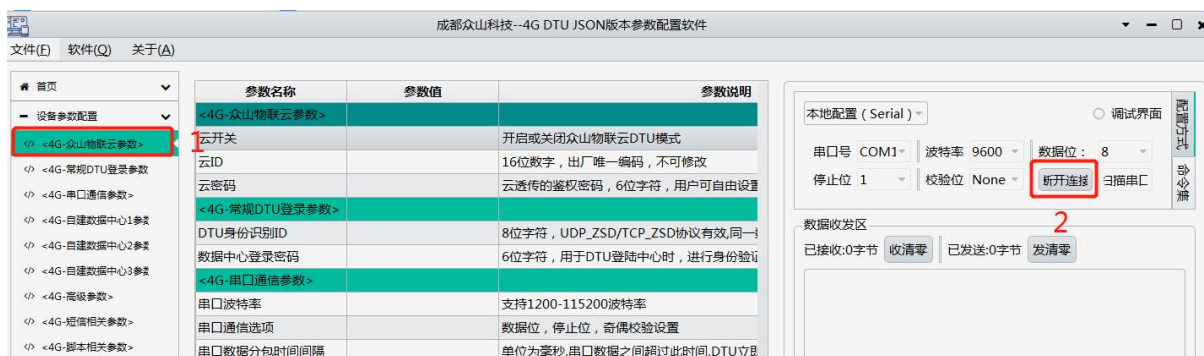 成都众山科技--4G DTU JSON版本参数配置软件
文件(F) 软件(Q) 关于(A)
首页
设备参数配置
<4G-众山物联云参数>
<4G-常规DTU登录参数
<4G-串口通信参数>
<4G-自建数据中心1参数
<4G-自建数据中心2参数
<4G-自建数据中心3参数
<4G-高级参数>
<4G-短信相关参数>
<4G-脚本相关参数>
1
参数名称 参数值 参数说明
<4G-众山物联云参数>
云开关 开启或关闭众山物联云DTU模式
云ID 16位数字，出厂唯一编码，不可修改
云密码 云透传的鉴权密码，6位字符，用户可自由设置
<4G-常规DTU登录参数>
DTU身份识别ID 8位字符，UDP_ZSD/TCP_ZSD协议有效,同一
数据中心登录密码 6位字符，用于DTU登陆中心时，进行身份验证
<4G-串口通信参数>
串口波特率 支持1200-115200波特率
串口通信选项 数据位，停止位，奇偶校验设置
串口数据分包时间间隔 单位为毫秒,串口数据之间超过此时间,DTU立即
本地配置（Serial） 调试界面
串口号 COM1 波特率 9600 数据位： 8
停止位 1 校验位 None 断开连接 扫描串口
2
配置方式
命令集
数据收发区
已接收:0字节 收清零 已发送:0字节 发清零